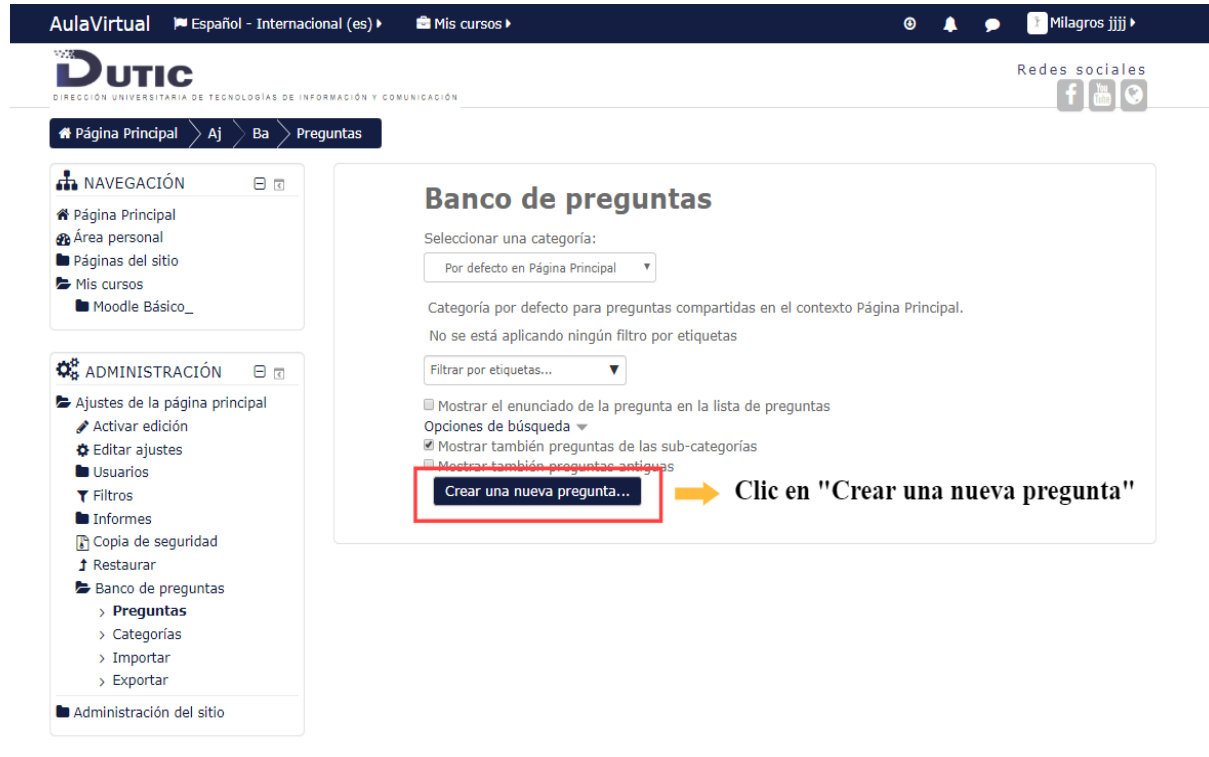 AulaVirtual Español - Internacional (es) Mis cursos Milagros jjjj
DUTIC
DIRECCIÓN UNIVERSITARIA DE TECNOLOGÍAS DE INFORMACIÓN Y COMUNICACIÓN
Redes sociales
f You Tube
Página Principal Aj Ba Preguntas
NAVEGACIÓN
Página Principal
Área personal
Páginas del sitio
Mis cursos
Moodle Básico_
ADMINISTRACIÓN
Ajustes de la página principal
Activar edición
Editar ajustes
Usuarios
Filtros
Informes
Copia de seguridad
Restaurar
Banco de preguntas
Preguntas
Categorías
Importar
Exportar
Administración del sitio
Banco de preguntas
Seleccionar una categoría:
Por defecto en Página Principal
Categoría por defecto para preguntas compartidas en el contexto Página Principal.
No se está aplicando ningún filtro por etiquetas
Filtrar por etiquetas...
Mostrar el enunciado de la pregunta en la lista de preguntas
Opciones de búsqueda
Mostrar también preguntas de las sub-categorías
Mostrar también preguntas antiguas
Crear una nueva pregunta...
Clic en "Crear una nueva pregunta"